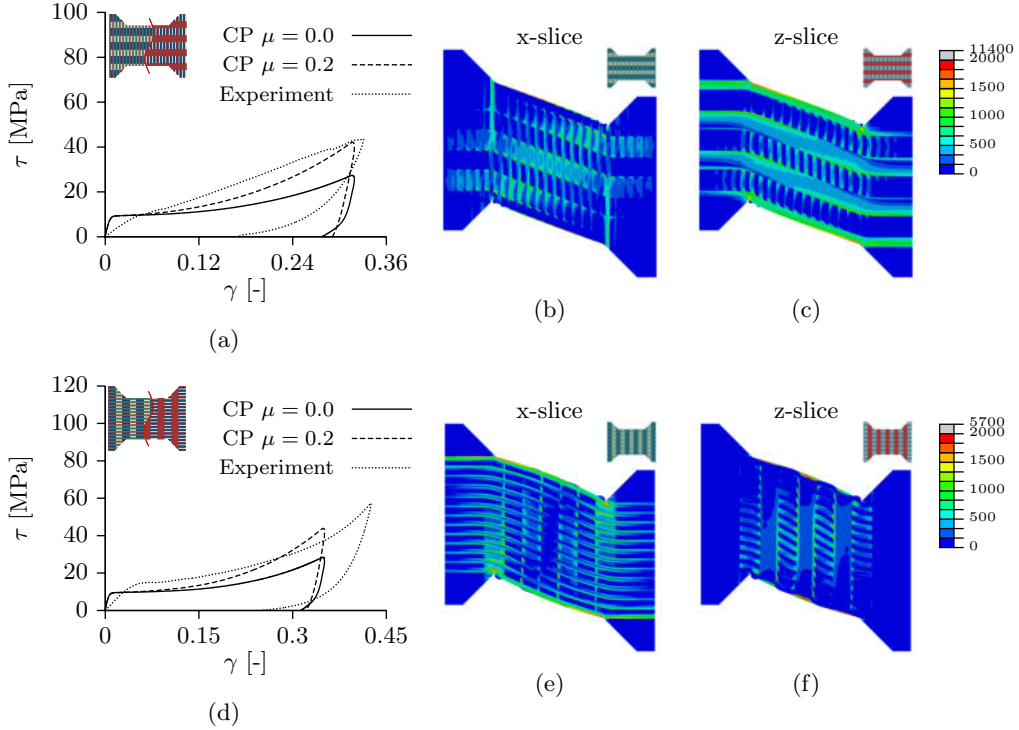 100
80
60
40
20
0
τ [MPa]
CP μ = 0.0
CP μ = 0.2
Experiment
0
0.12
0.24
0.36
γ [-]
(a)
x-slice
(b)
z-slice
(c)
11400
2000
1500
1000
500
0
120
100
80
60
40
20
0
τ [MPa]
CP μ = 0.0
CP μ = 0.2
Experiment
0
0.15
0.3
0.45
γ [-]
(d)
x-slice
(e)
z-slice
(f)
5700
2000
1500
1000
500
0